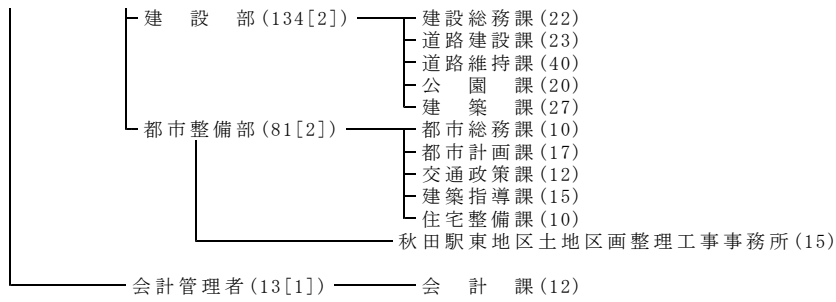 建設部(134[2]) 建設総務課(22)
道路建設課(23)
道路維持課(40)
公園課(20)
建築課(27)
都市整備部(81[2]) 都市総務課(10)
都市計画課(17)
交通政策課(12)
建築指導課(15)
住宅整備課(10)
秋田駅東地区土地区画整理工事事務所(15)
会計管理者(13[1]) 会計課(12)